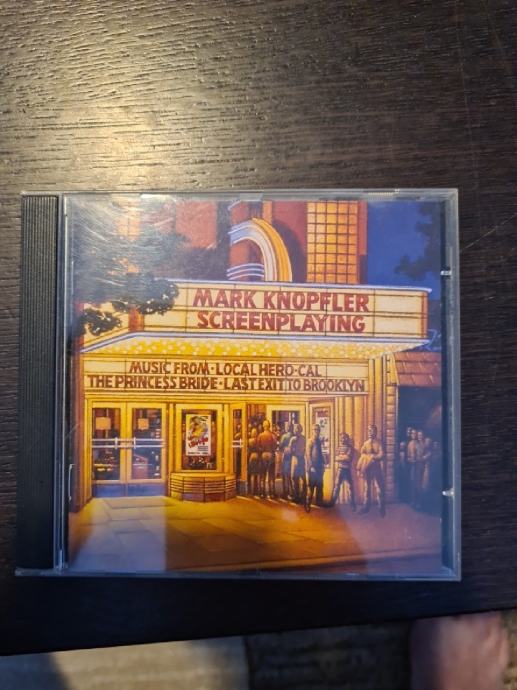 MARK KNOPFLER
SCREENPLAYING
MUSIC FROM·LOCAL HERO·CAL
THE PRINCESS BRIDE·LAST EXIT TO BROOKLYN